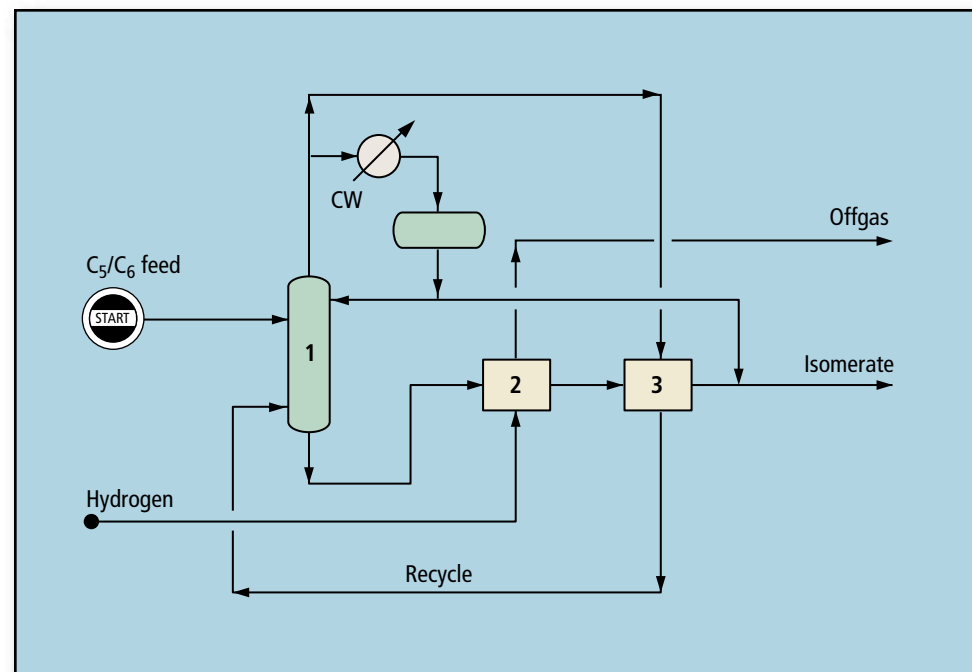 CW
Offgas
C₅/C₆ feed
START
1
2
3
Isomerate
Hydrogen
Recycle